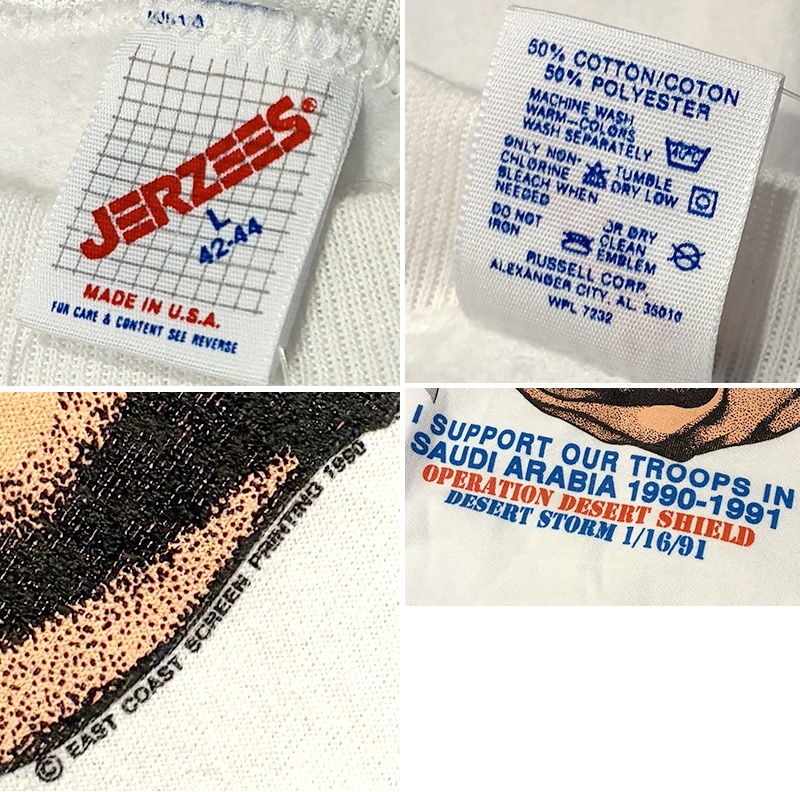 JERZEES®
L
42-44
MADE IN U.S.A.
FOR CARE & CONTENT SEE REVERSE
50% COTTON/COTON
50% POLYESTER
MACHINE WASH
WARM-COLORS
WASH SEPARATELY
ONLY NON-
CHLORINE
BLEACH WHEN
NEEDED
TUMBLE
DRY LOW
DO NOT
IRON
OR DRY
CLEAN
EMBLEM
RUSSELL CORP.
ALEXANDER CITY, AL. 35010
WPL 7232
© EAST COAST SCREEN PRINTING 1990
I SUPPORT OUR TROOPS IN
SAUDI ARABIA 1990-1991
OPERATION DESERT SHIELD
DESERT STORM 1/16/91